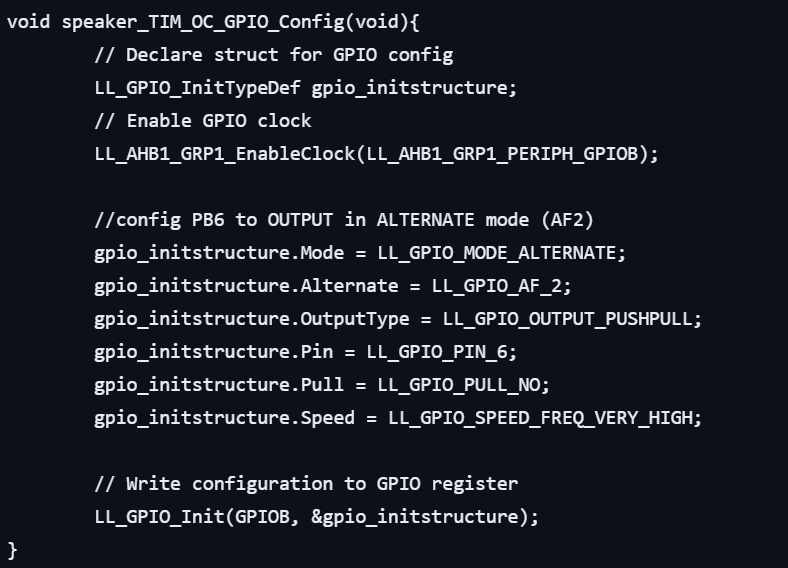 void speaker_TIM_OC_GPIO_Config(void){
        // Declare struct for GPIO config
        LL_GPIO_InitTypeDef gpio_initstructure;
        // Enable GPIO clock
        LL_AHB1_GRP1_EnableClock(LL_AHB1_GRP1_PERIPH_GPIOB);

        //config PB6 to OUTPUT in ALTERNATE mode (AF2)
        gpio_initstructure.Mode = LL_GPIO_MODE_ALTERNATE;
        gpio_initstructure.Alternate = LL_GPIO_AF_2;
        gpio_initstructure.OutputType = LL_GPIO_OUTPUT_PUSHPULL;
        gpio_initstructure.Pin = LL_GPIO_PIN_6;
        gpio_initstructure.Pull = LL_GPIO_PULL_NO;
        gpio_initstructure.Speed = LL_GPIO_SPEED_FREQ_VERY_HIGH;

        // Write configuration to GPIO register
        LL_GPIO_Init(GPIOB, &gpio_initstructure);
}